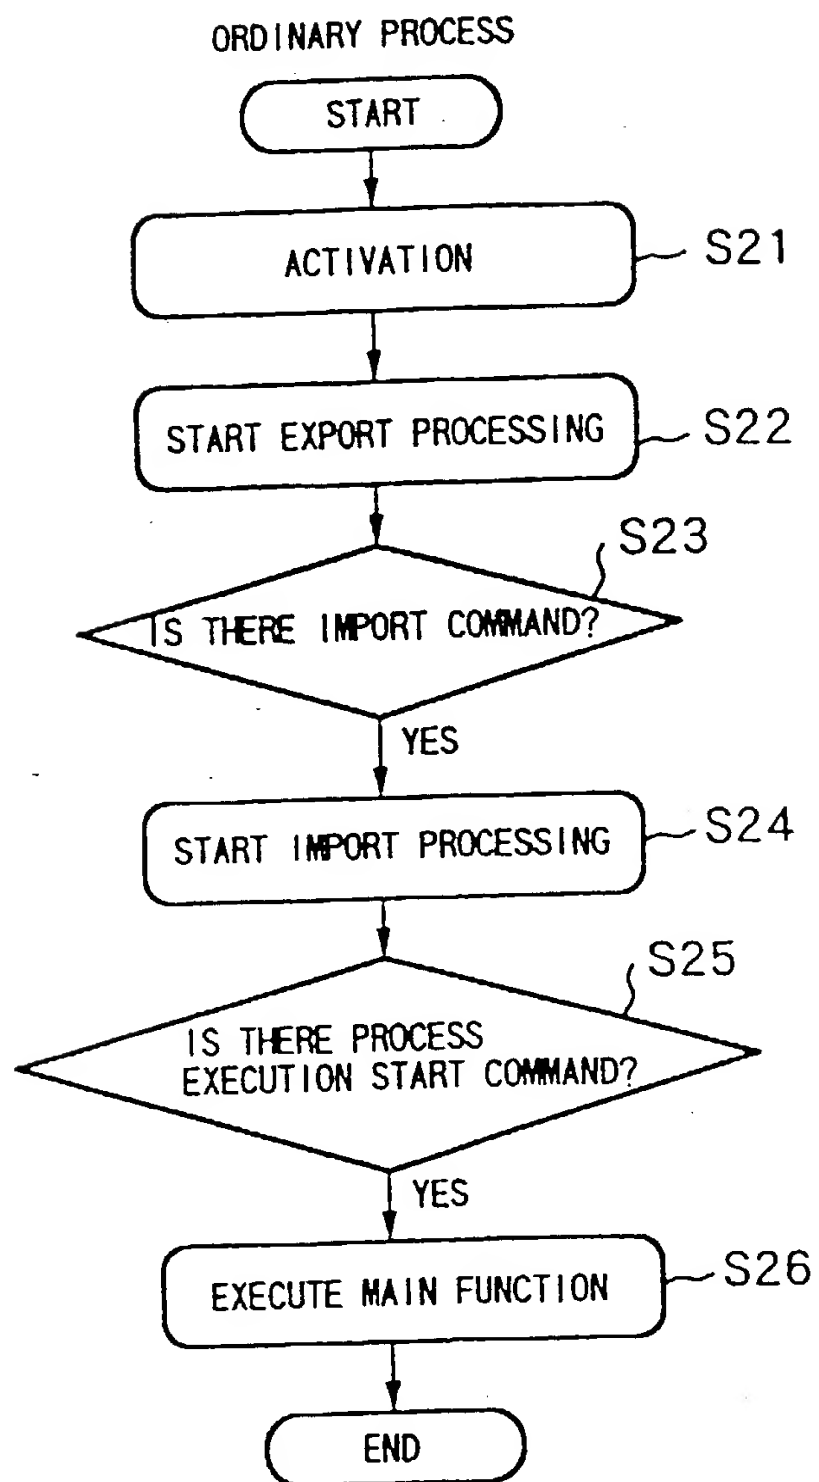 ORDINARY PROCESS
START
ACTIVATION
S21
START EXPORT PROCESSING
S22
S23
IS THERE IMPORT COMMAND?
YES
START IMPORT PROCESSING
S24
S25
IS THERE PROCESS
EXECUTION START COMMAND?
YES
EXECUTE MAIN FUNCTION
S26
END